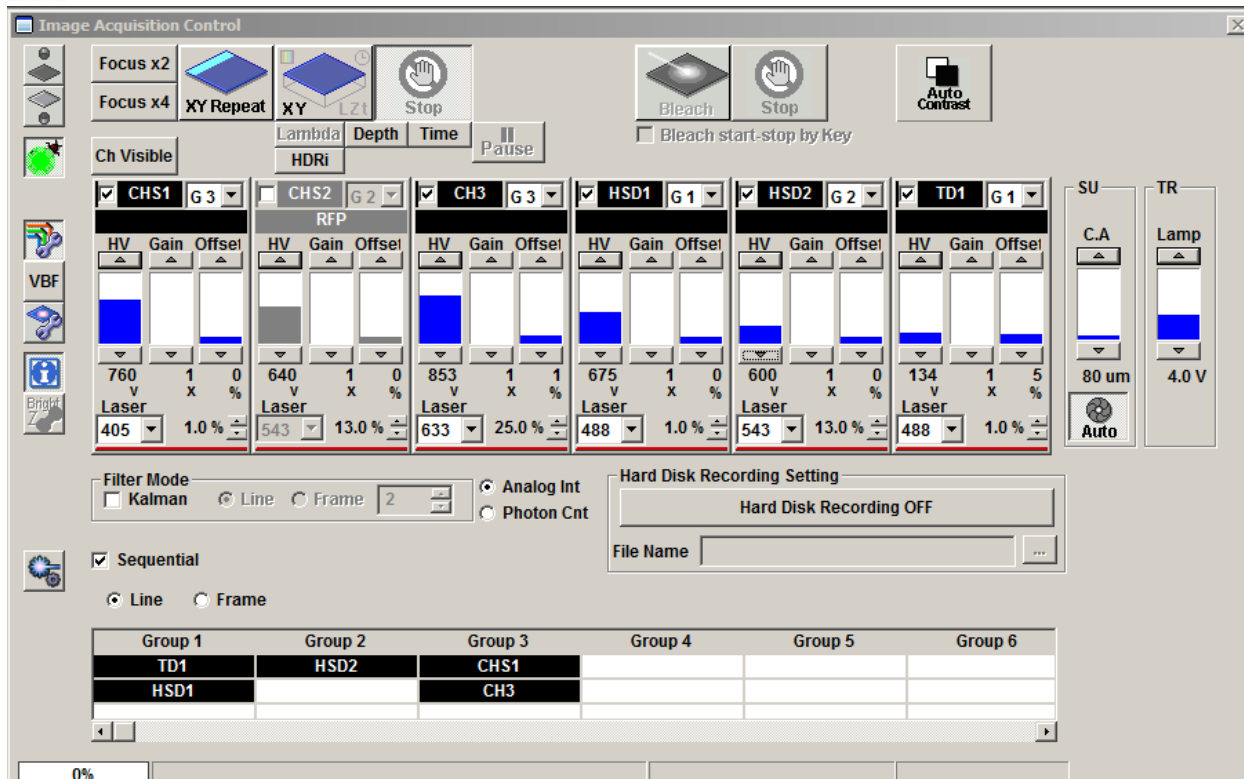 Image Acquisition Control
Focus x2
Focus x4
XY Repeat
XY
LZt
Stop
Bleach
Stop
Auto Contrast
Lambda Depth Time
Pause
Bleach start-stop by Key
Ch Visible
HDRi
CHS1 G 3 CHS2 G 2 CH3 G 3 HSD1 G 1 HSD2 G 2 TD1 G 1
SU TR
RFP
C.A Lamp
HV Gain Offset HV Gain Offset HV Gain Offset HV Gain Offset HV Gain Offset HV Gain Offset
VBF
Bright Z
760 1 0 640 1 0 853 1 1 675 1 0 600 1 0 134 1 5
80 um 4.0 V
V X % V X % V X % V X % V X % V X %
Laser Laser Laser Laser Laser Laser
405 1.0 % 543 13.0 % 633 25.0 % 488 1.0 % 543 13.0 % 488 1.0 %
Auto
Filter Mode
Kalman Line Frame 2
Analog Int
Photon Cnt
Hard Disk Recording Setting
Hard Disk Recording OFF
File Name ...
Sequential
Line Frame
Group 1 Group 2 Group 3 Group 4 Group 5 Group 6
TD1 HSD2 CHS1
HSD1 CH3
0%